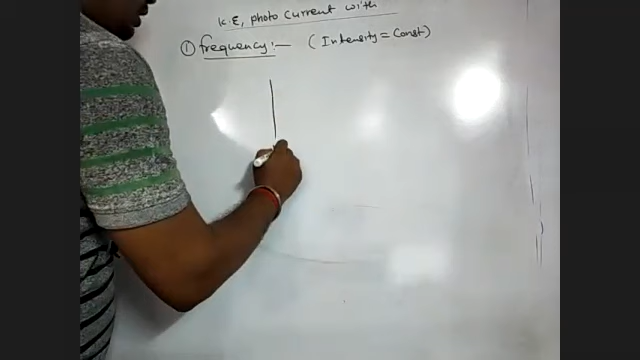 K.E, photo current with
① frequency :— (Intensity = Const)